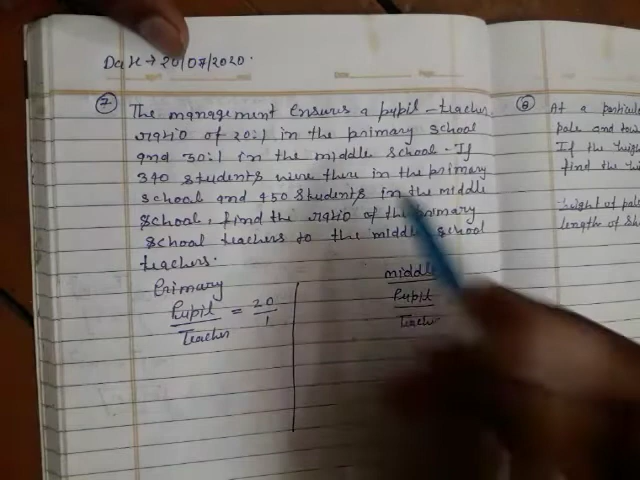 Date → 20/07/2020.
7 The management ensures a pupil-teacher
ratio of 20:1 in the primary school
and 30:1 in the middle school. If
340 students were there in the primary
school and 450 students in the middle
school, find the ratio of the primary
school teachers to the middle school
teachers.
Primary
Pupil
Teacher
= 20
1
middle
Pupil
Teacher
8 At a particula
pole and tow
If the heig
find the hei
height of pole
length of sh